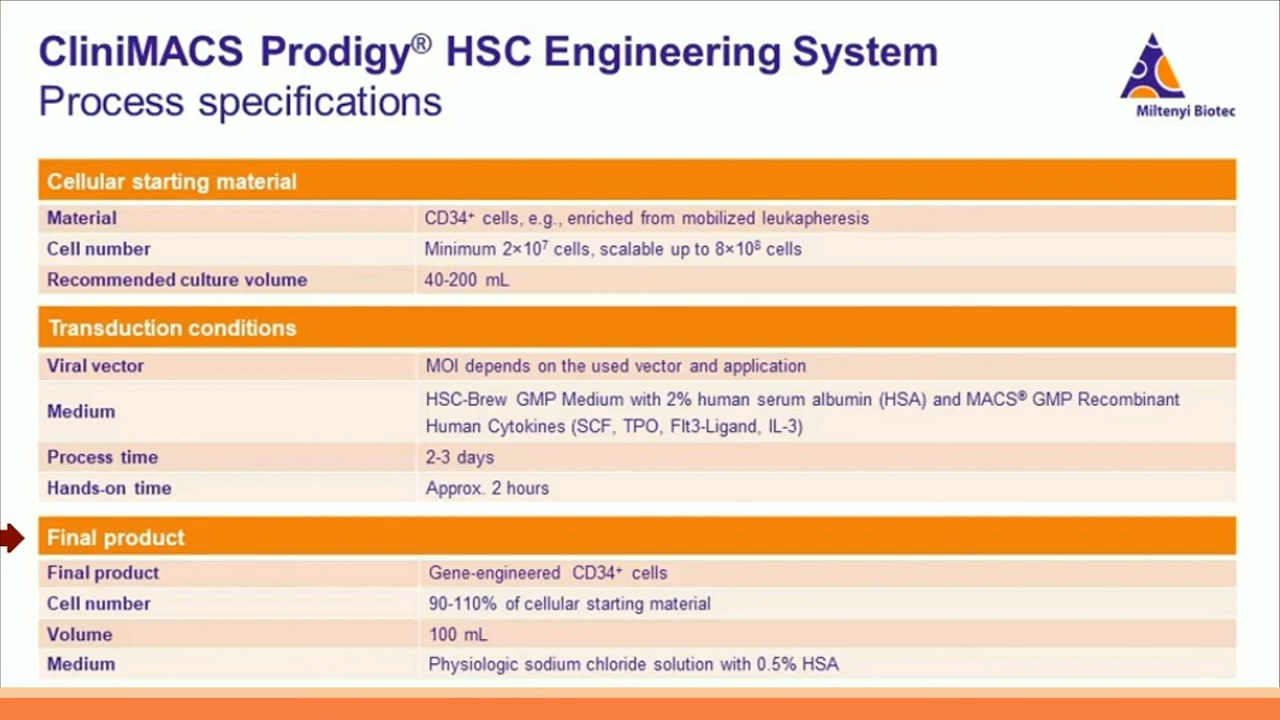 CliniMACS Prodigy® HSC Engineering System
Process specifications
Miltenyi Biotec
Cellular starting material
Material CD34⁺ cells, e.g., enriched from mobilized leukapheresis
Cell number Minimum 2×10⁷ cells, scalable up to 8×10⁸ cells
Recommended culture volume 40-200 mL
Transduction conditions
Viral vector MOI depends on the used vector and application
Medium HSC-Brew GMP Medium with 2% human serum albumin (HSA) and MACS® GMP Recombinant
Human Cytokines (SCF, TPO, Flt3-Ligand, IL-3)
Process time 2-3 days
Hands-on time Approx. 2 hours
Final product
Final product Gene-engineered CD34⁺ cells
Cell number 90-110% of cellular starting material
Volume 100 mL
Medium Physiologic sodium chloride solution with 0.5% HSA